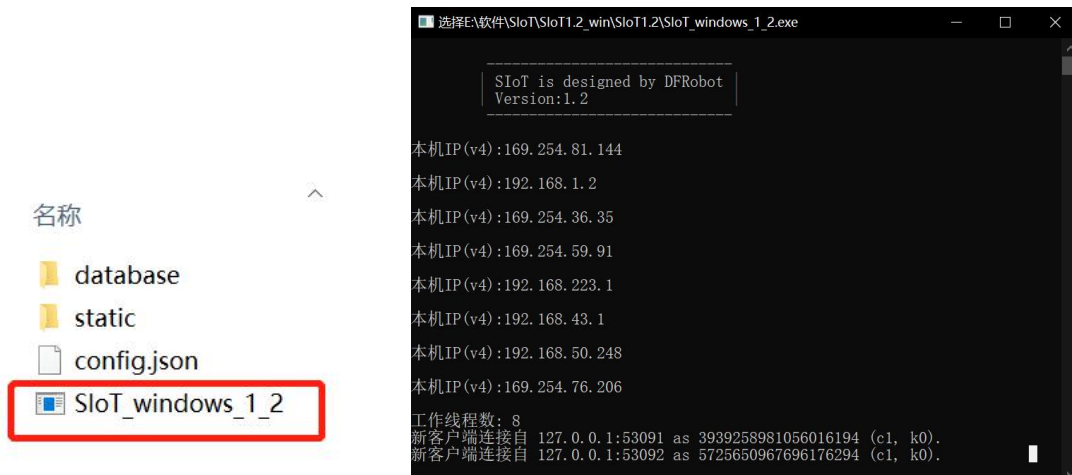 名称
database
static
config.json
SIoT_windows_1_2
选择E:\软件\SIoT\SIoT1.2_win\SIoT1.2\SIoT_windows_1_2.exe
SIoT is designed by DFRobot
Version:1.2
本机IP(v4):169.254.81.144
本机IP(v4):192.168.1.2
本机IP(v4):169.254.36.35
本机IP(v4):169.254.59.91
本机IP(v4):192.168.223.1
本机IP(v4):192.168.43.1
本机IP(v4):192.168.50.248
本机IP(v4):169.254.76.206
工作线程数: 8
新客户端连接自 127.0.0.1:53091 as 3939258981056016194 (c1, k0).
新客户端连接自 127.0.0.1:53092 as 5725650967696176294 (c1, k0).